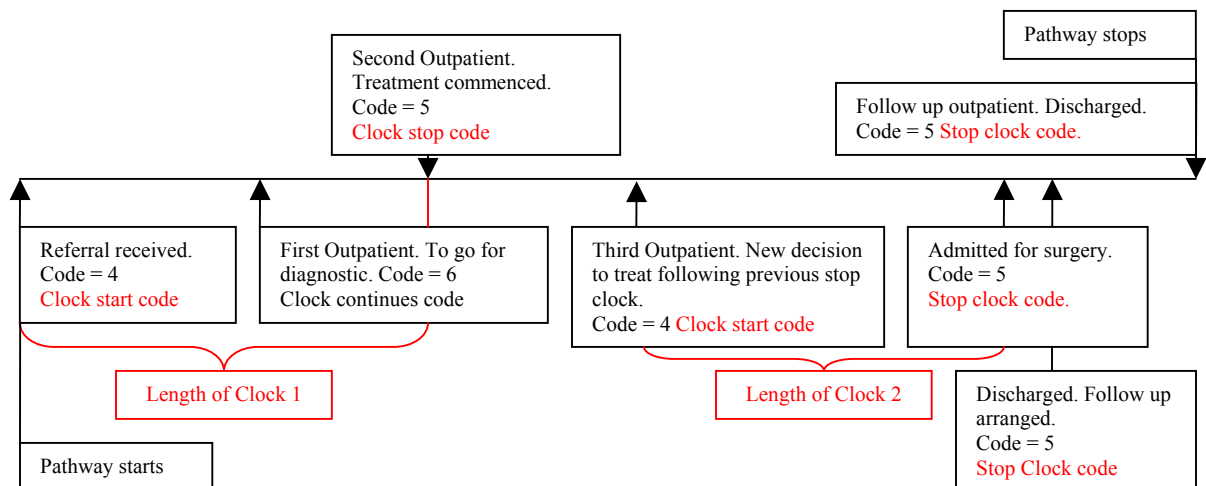 Pathway stops
Second Outpatient.
Treatment commenced.
Code = 5
Clock stop code
Follow up outpatient. Discharged.
Code = 5 Stop clock code.
Referral received.
Code = 4
Clock start code
First Outpatient. To go for
diagnostic. Code = 6
Clock continues code
Third Outpatient. New decision
to treat following previous stop
clock.
Code = 4 Clock start code
Admitted for surgery.
Code = 5
Stop clock code.
Length of Clock 1
Length of Clock 2
Discharged. Follow up
arranged.
Code = 5
Stop Clock code
Pathway starts